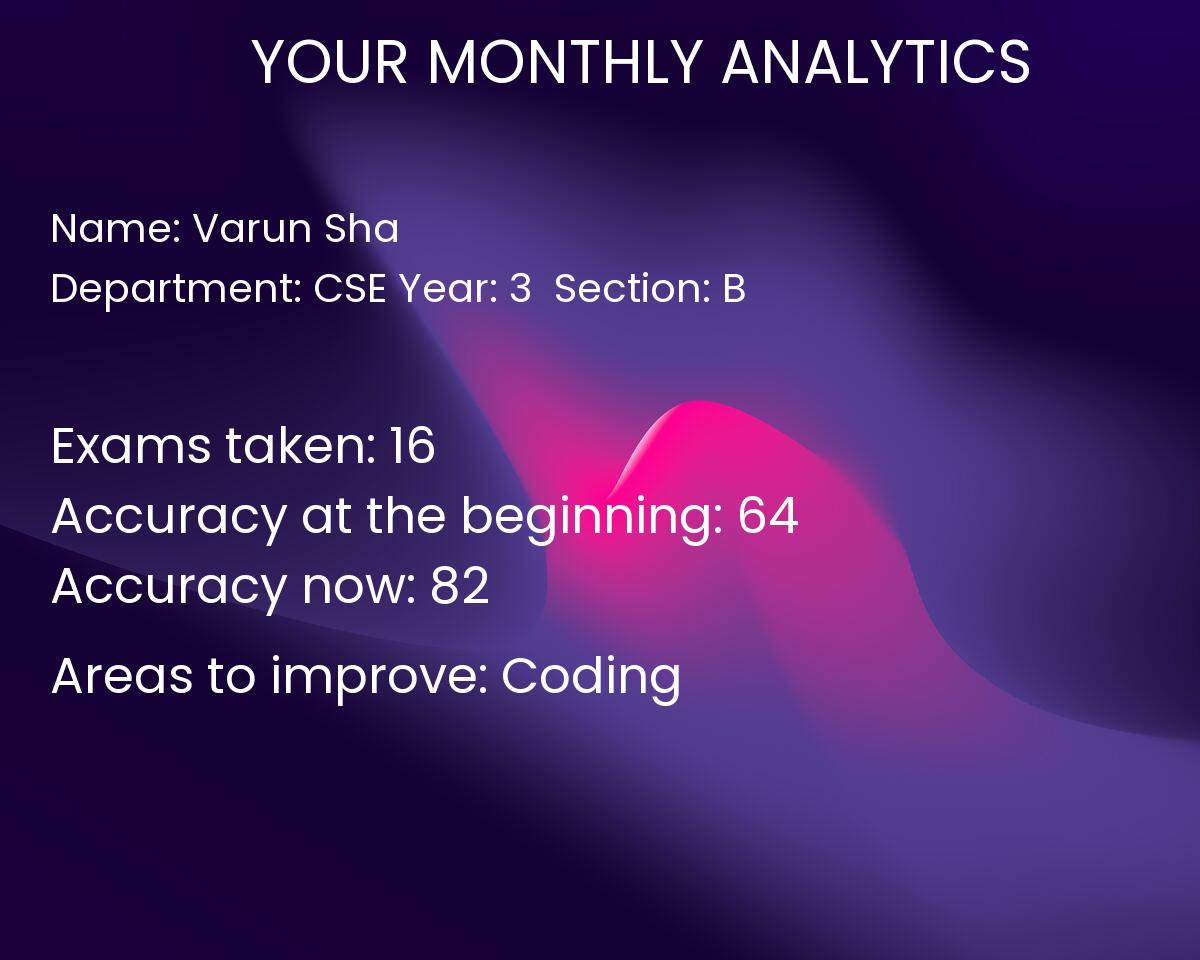 YOUR MONTHLY ANALYTICS
Name: Varun Sha
Department: CSE Year: 3  Section: B
Exams taken: 16
Accuracy at the beginning: 64
Accuracy now: 82
Areas to improve: Coding